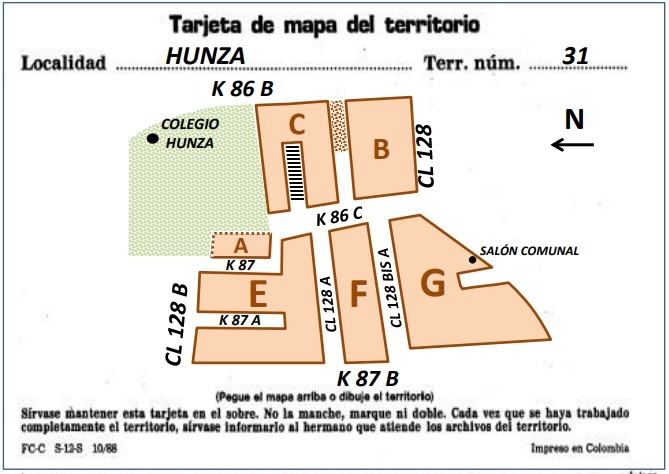 Tarjeta de mapa del territorio
Localidad HUNZA Terr. núm. 31
K 86 B
COLEGIO
HUNZA
C
B
CL 128
N
K 86 C
A
K 87
SALÓN COMUNAL
E
F
G
CL 128 A
CL 128 BIS A
CL 128 B
K 87 A
K 87 B
(Pegue el mapa arriba o dibuje el territorio)
Sírvase mantener esta tarjeta en el sobre. No la manche, marque ni doble. Cada vez que se haya trabajado
completamente el territorio, sírvase informarlo al hermano que atiende los archivos del territorio.
FC-C S-12-S 10/88 Impreso en Colombia